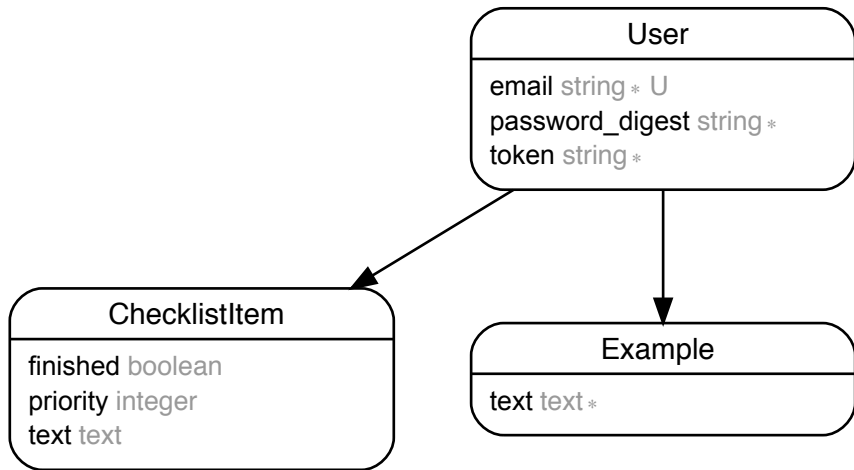 User
email string * U
password_digest string *
token string *
ChecklistItem
finished boolean
priority integer
text text
Example
text text *